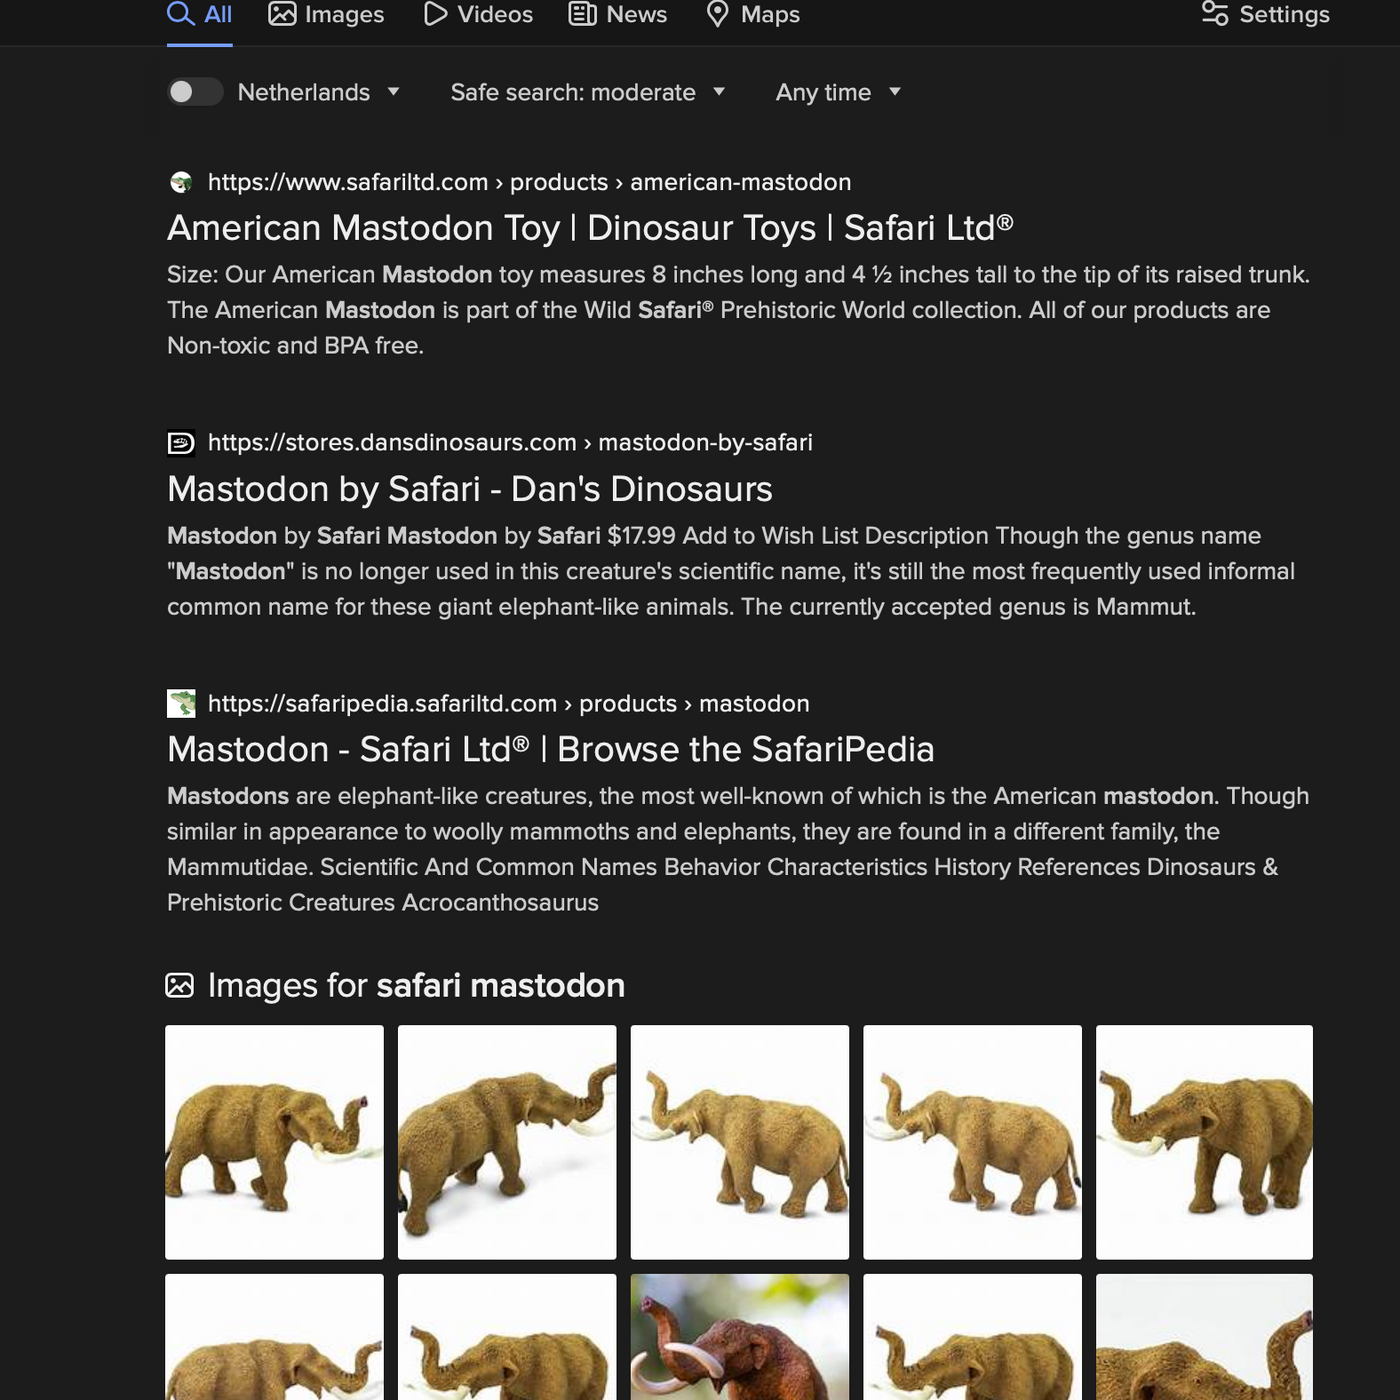 All Images Videos News Maps Settings
Netherlands Safe search: moderate Any time
https://www.safariltd.com › products › american-mastodon
American Mastodon Toy | Dinosaur Toys | Safari Ltd®
Size: Our American Mastodon toy measures 8 inches long and 4 ½ inches tall to the tip of its raised trunk.
The American Mastodon is part of the Wild Safari® Prehistoric World collection. All of our products are
Non-toxic and BPA free.
https://stores.dansdinosaurs.com › mastodon-by-safari
Mastodon by Safari - Dan's Dinosaurs
Mastodon by Safari Mastodon by Safari $17.99 Add to Wish List Description Though the genus name
"Mastodon" is no longer used in this creature's scientific name, it's still the most frequently used informal
common name for these giant elephant-like animals. The currently accepted genus is Mammut.
https://safaripedia.safariltd.com › products › mastodon
Mastodon - Safari Ltd® | Browse the SafariPedia
Mastodons are elephant-like creatures, the most well-known of which is the American mastodon. Though
similar in appearance to woolly mammoths and elephants, they are found in a different family, the
Mammutidae. Scientific And Common Names Behavior Characteristics History References Dinosaurs &
Prehistoric Creatures Acrocanthosaurus
Images for safari mastodon